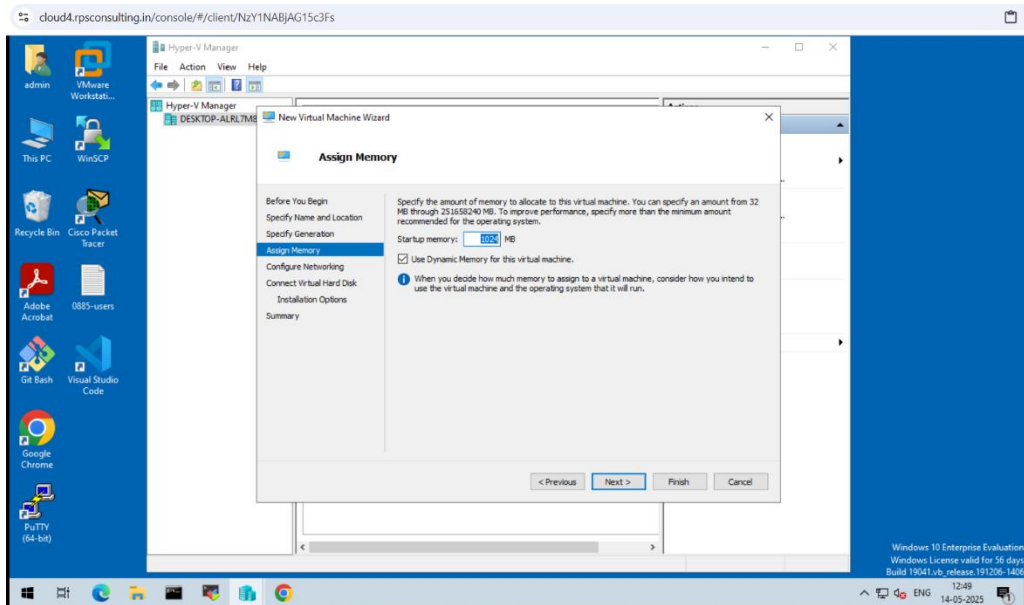 cloud4.rpsconsulting.in/console/#/client/NzY1NABjAG15c3Fs
Hyper-V Manager
File Action View Help
Hyper-V Manager
DESKTOP-ALRL7M8
New Virtual Machine Wizard
Assign Memory
Before You Begin
Specify Name and Location
Specify Generation
Assign Memory
Configure Networking
Connect Virtual Hard Disk
Installation Options
Summary
Specify the amount of memory to allocate to this virtual machine. You can specify an amount from 32
MB through 251658240 MB. To improve performance, specify more than the minimum amount
recommended for the operating system.
Startup memory: 1024 MB
Use Dynamic Memory for this virtual machine.
When you decide how much memory to assign to a virtual machine, consider how you intend to
use the virtual machine and the operating system that it will run.
< Previous
Next >
Finish
Cancel
admin
VMware
Workstati...
This PC
WinSCP
Recycle Bin
Cisco Packet
Tracer
Adobe
Acrobat
0885-users
Git Bash
Visual Studio
Code
Google
Chrome
PuTTY
(64-bit)
Windows 10 Enterprise Evaluation
Windows License valid for 56 days
Build 19041.vb_release.191206-1406
ENG
12:49
14-05-2025
1